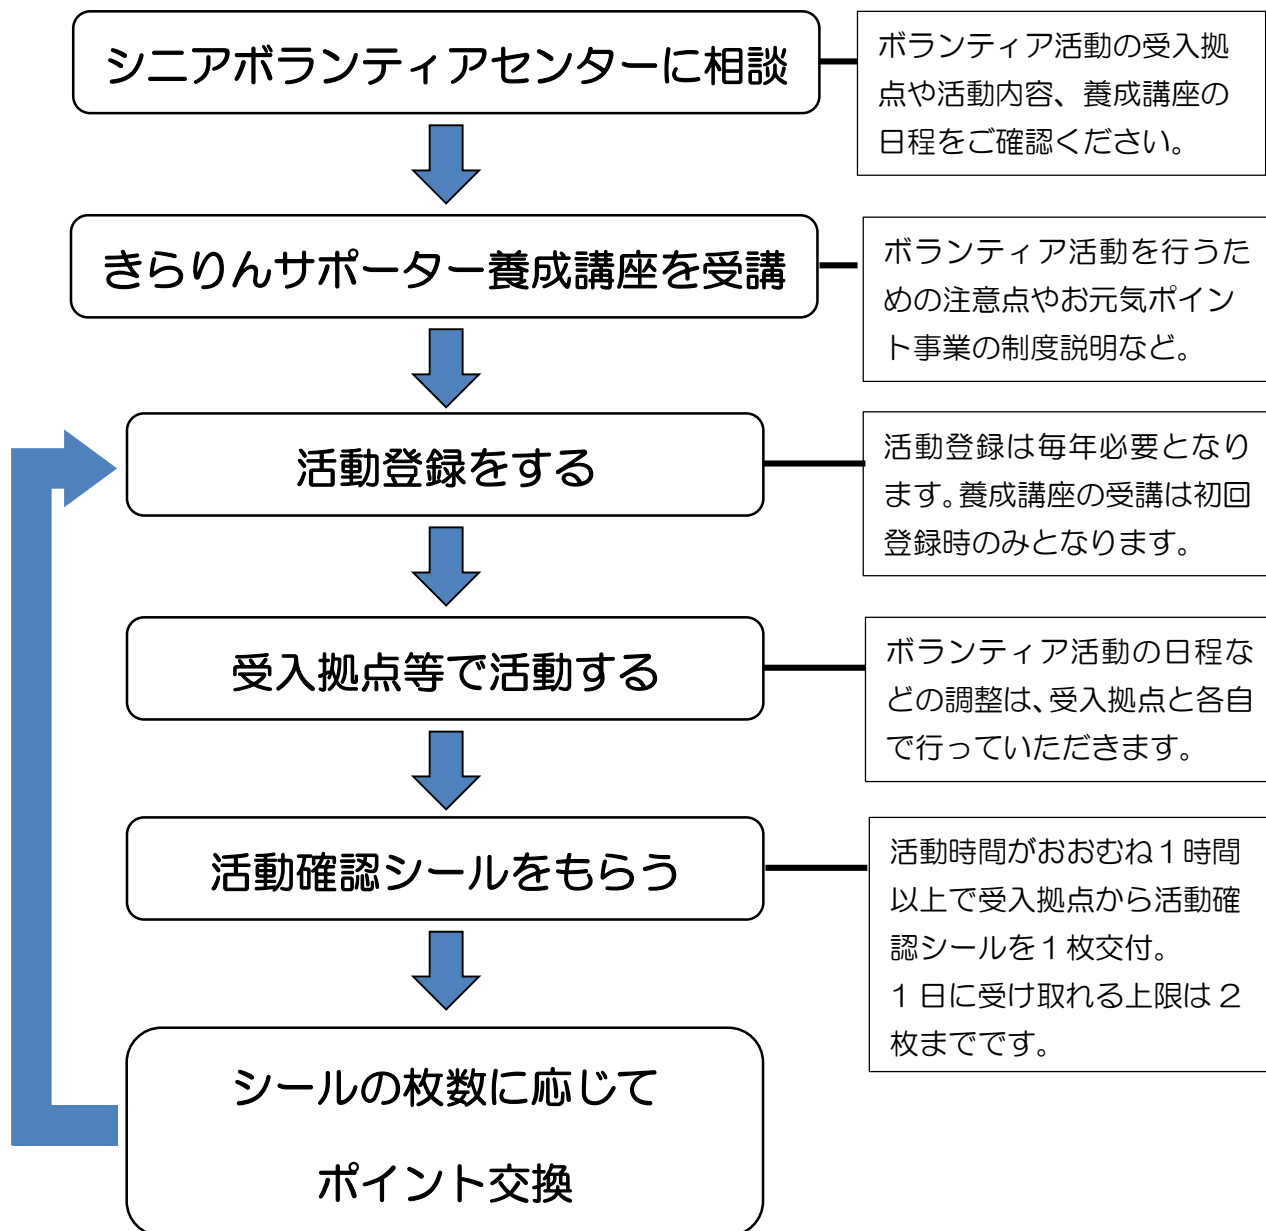 シニアボランティアセンターに相談
ボランティア活動の受入拠
点や活動内容、養成講座の
日程をご確認ください。
きらりんサポーター養成講座を受講
ボランティア活動を行うた
めの注意点やお元気ポイン
ト事業の制度説明など。
活動登録をする
活動登録は毎年必要となり
ます。養成講座の受講は初回
登録時のみとなります。
受入拠点等で活動する
ボランティア活動の日程な
どの調整は、受入拠点と各自
で行っていただきます。
活動確認シールをもらう
活動時間がおおむね1時間
以上で受入拠点から活動確
認シールを1枚交付。
1日に受け取れる上限は2
枚までです。
シールの枚数に応じて
ポイント交換